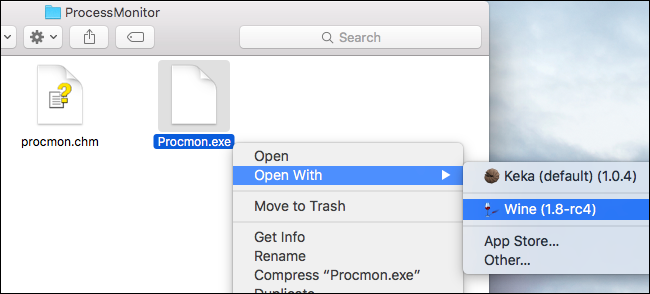 ProcessMonitor
Search
procmon.chm
Procmon.exe
Open
Open With
Move to Trash
Get Info
Rename
Compress “Procmon.exe”
Duplicate
Keka (default) (1.0.4)
Wine (1.8-rc4)
App Store...
Other...